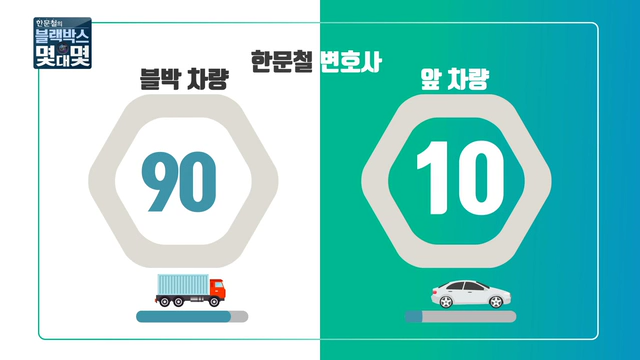 한문철의
블랙박스
몇대몇
한문철 변호사
블박 차량
앞 차량
90
10